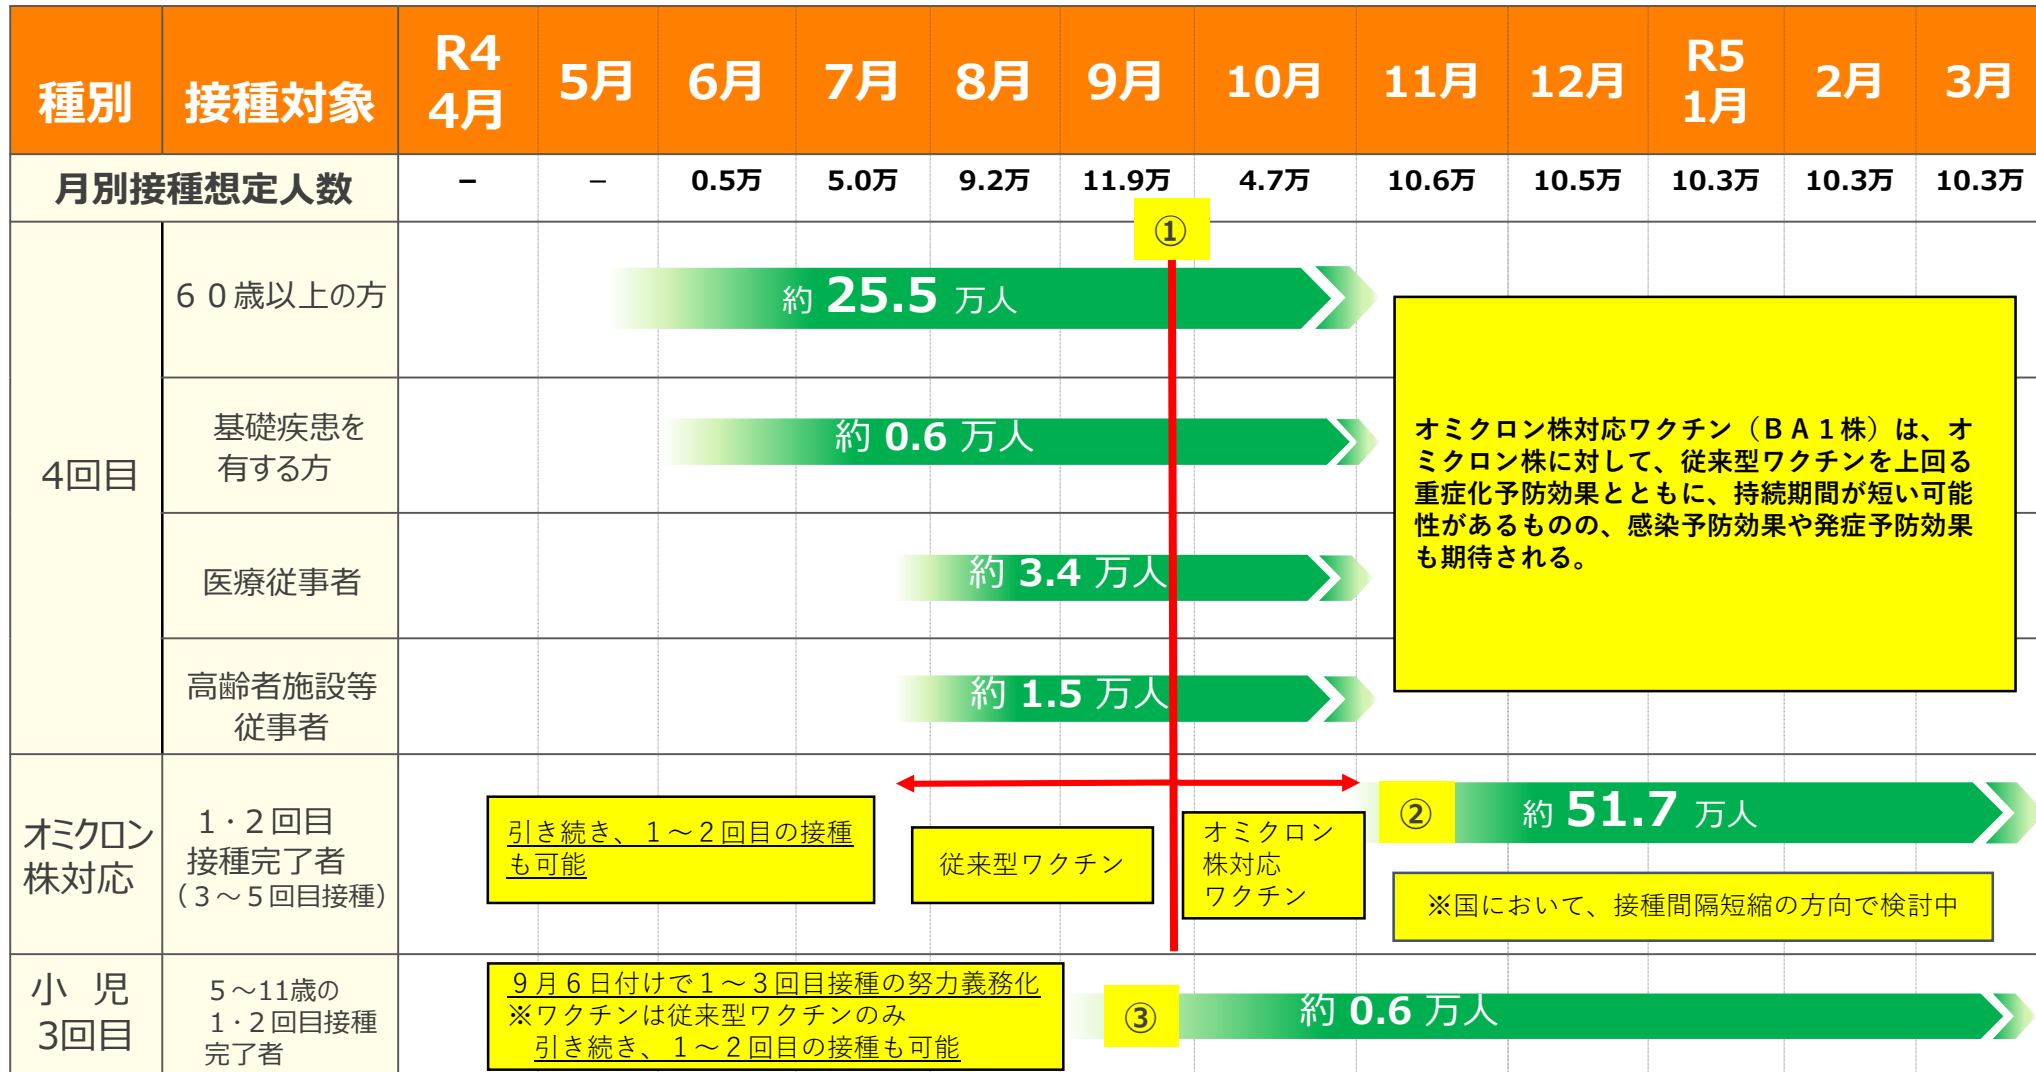 種別
接種対象
R4
4月
5月
6月
7月
8月
9月
10月
11月
12月
R5
1月
2月
3月
月別接種想定人数
–
–
0.5万
5.0万
9.2万
11.9万
4.7万
10.6万
10.5万
10.3万
10.3万
10.3万
①
4回目
６０歳以上の方
約 25.5 万人
基礎疾患を
有する方
約 0.6 万人
医療従事者
約 3.4 万人
高齢者施設等
従事者
約 1.5 万人
オミクロン株対応ワクチン（ＢＡ１株）は、オ
ミクロン株に対して、従来型ワクチンを上回る
重症化予防効果とともに、持続期間が短い可能
性があるものの、感染予防効果や発症予防効果
も期待される。
オミクロン
株対応
1・2回目
接種完了者
（3～5回目接種）
引き続き、１～２回目の接種
も可能
従来型ワクチン
オミクロン
株対応
ワクチン
②
約 51.7 万人
※国において、接種間隔短縮の方向で検討中
小 児
3回目
5～11歳の
1・2回目接種
完了者
９月６日付けで１～３回目接種の努力義務化
※ワクチンは従来型ワクチンのみ
引き続き、１～２回目の接種も可能
③
約 0.6 万人